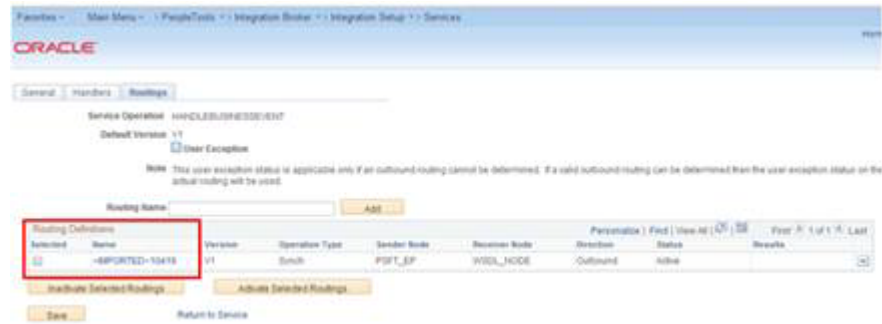 Favorites Main Menu > PeopleTools > Integration Broker > Integration Setup > Services
ORACLE
General Handlers Routings
Service Operation HANDLEBUSINESSEVENT
Default Version V1
User Exception
Note This user exception status is applicable only if an outbound routing cannot be determined. If a valid outbound routing can be determined then the user exception status on the
actual routing will be used.
Routing Name Add
Routing Definitions Personalize | Find | View All | First 1 of 1 Last
Selected Name Version Operation Type Sender Node Receiver Node Direction Status Results
~IMPORTED~10416 V1 Synch PSFT_EP WSDL_NODE Outbound Active
Inactivate Selected Routings Activate Selected Routings
Save Return to Service